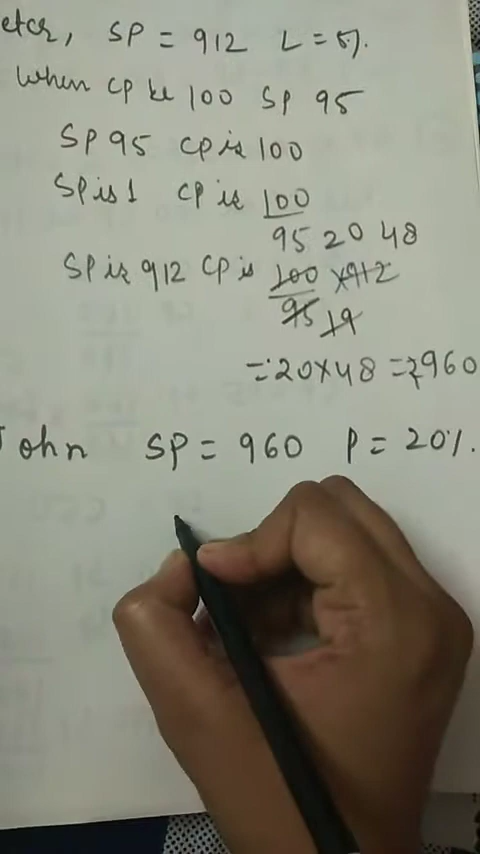 eter, SP = 912 L = 5%.
When CP is 100 SP 95
SP 95 CP is 100
SP is 1 CP is 100
95 20 48
SP is 912 CP is 100 × 912
95 19
= 20×48 = ₹960
John SP = 960 P = 20%.